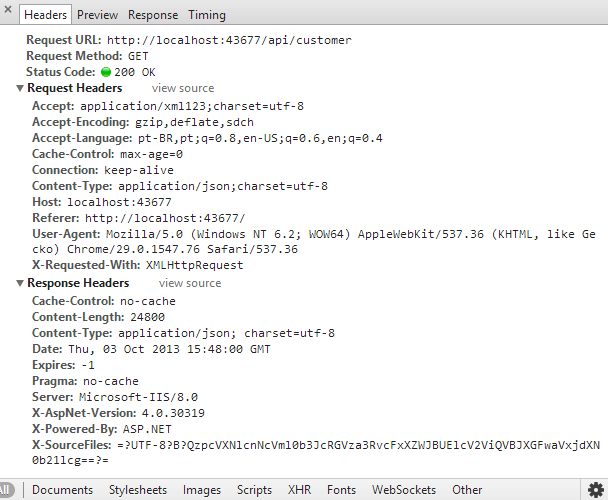 × Headers Preview Response Timing
Request URL: http://localhost:43677/api/customer
Request Method: GET
Status Code: 200 OK
Request Headers view source
Accept: application/xml123;charset=utf-8
Accept-Encoding: gzip,deflate,sdch
Accept-Language: pt-BR,pt;q=0.8,en-US;q=0.6,en;q=0.4
Cache-Control: max-age=0
Connection: keep-alive
Content-Type: application/json;charset=utf-8
Host: localhost:43677
Referer: http://localhost:43677/
User-Agent: Mozilla/5.0 (Windows NT 6.2; WOW64) AppleWebKit/537.36 (KHTML, like Ge
cko) Chrome/29.0.1547.76 Safari/537.36
X-Requested-With: XMLHttpRequest
Response Headers view source
Cache-Control: no-cache
Content-Length: 24800
Content-Type: application/json; charset=utf-8
Date: Thu, 03 Oct 2013 15:48:00 GMT
Expires: -1
Pragma: no-cache
Server: Microsoft-IIS/8.0
X-AspNet-Version: 4.0.30319
X-Powered-By: ASP.NET
X-SourceFiles: =?UTF-8?B?QzpcVXNlcnNcVml0b3JcRGVza3RvcFxXZWJBUElcV2ViQVBJXGFwaVxjdXN
0b21lcg==?=
All Documents Stylesheets Images Scripts XHR Fonts WebSockets Other